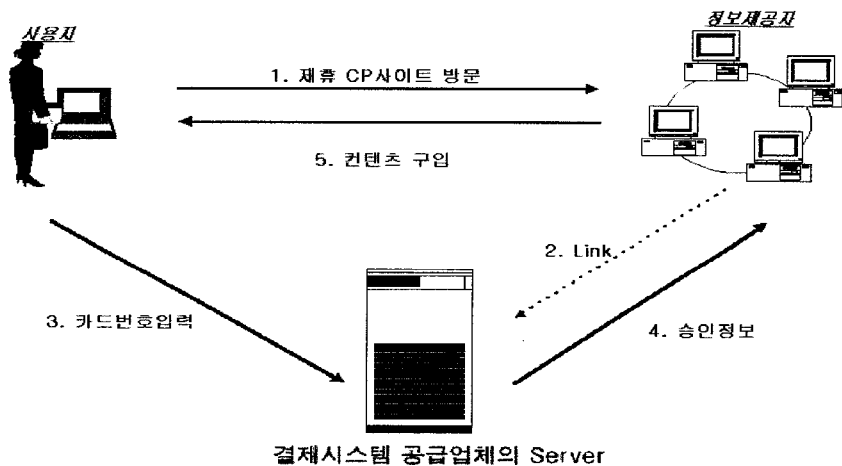 사용자
정보제공자
1. 제휴 CP사이트 방문
5. 컨텐츠 구입
2. Link
3. 카드번호입력
4. 승인정보
결제시스템 공급업체의 Server